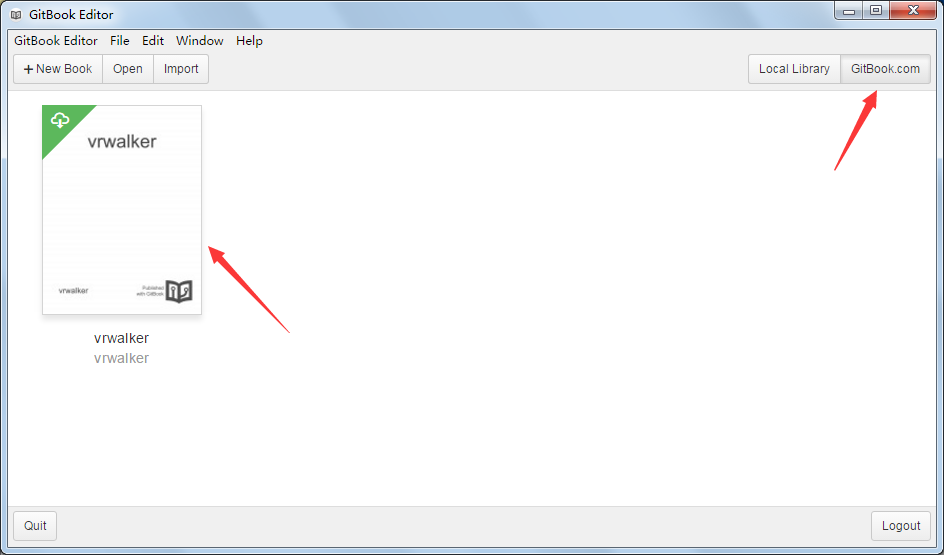 GitBook Editor
GitBook Editor File Edit Window Help
+ New Book Open Import Local Library GitBook.com
vrwalker
vrwalker
Published
with GitBook
vrwalker
vrwalker
Quit Logout